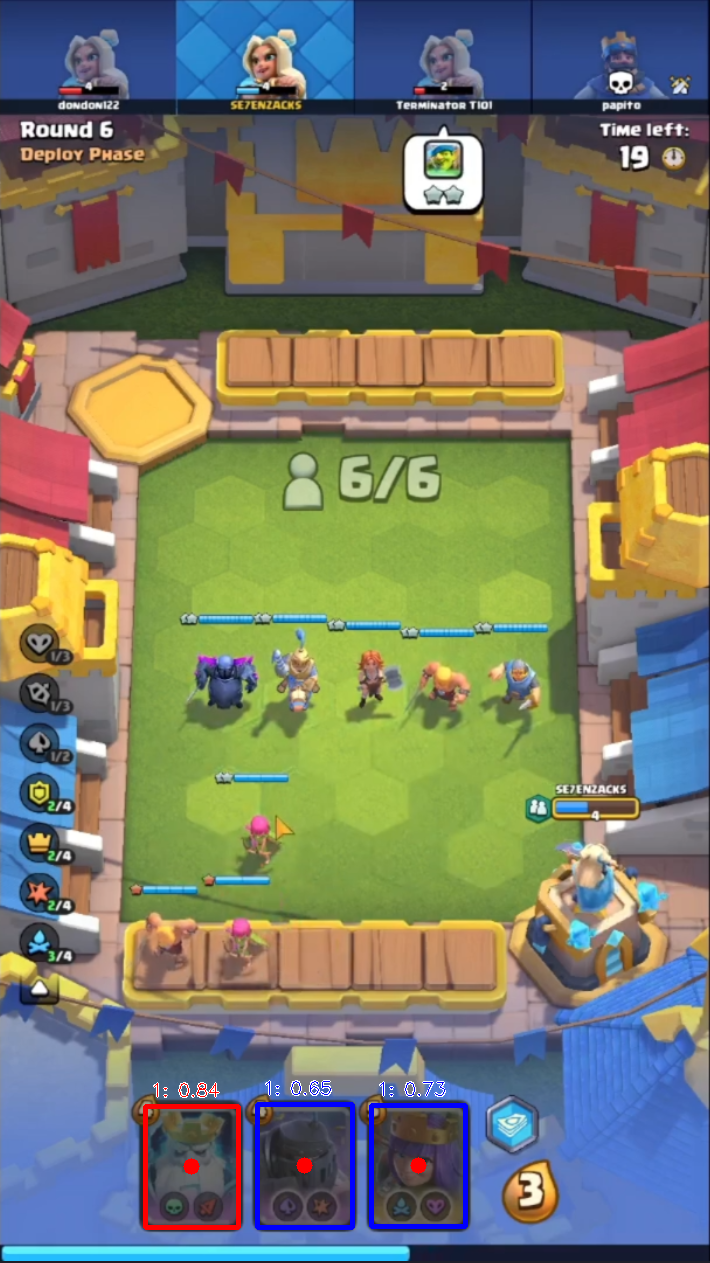 4
4
2
dondon122
SE7ENZACKS
Terminator T101
papito
Round 6
Time left:
Deploy Phase
19
6/6
1/3
1/3
1/2
SE7ENZACKS
2/4
4
2/4
2/4
3/4
1: 0.84
1: 0.65
1: 0.73
3